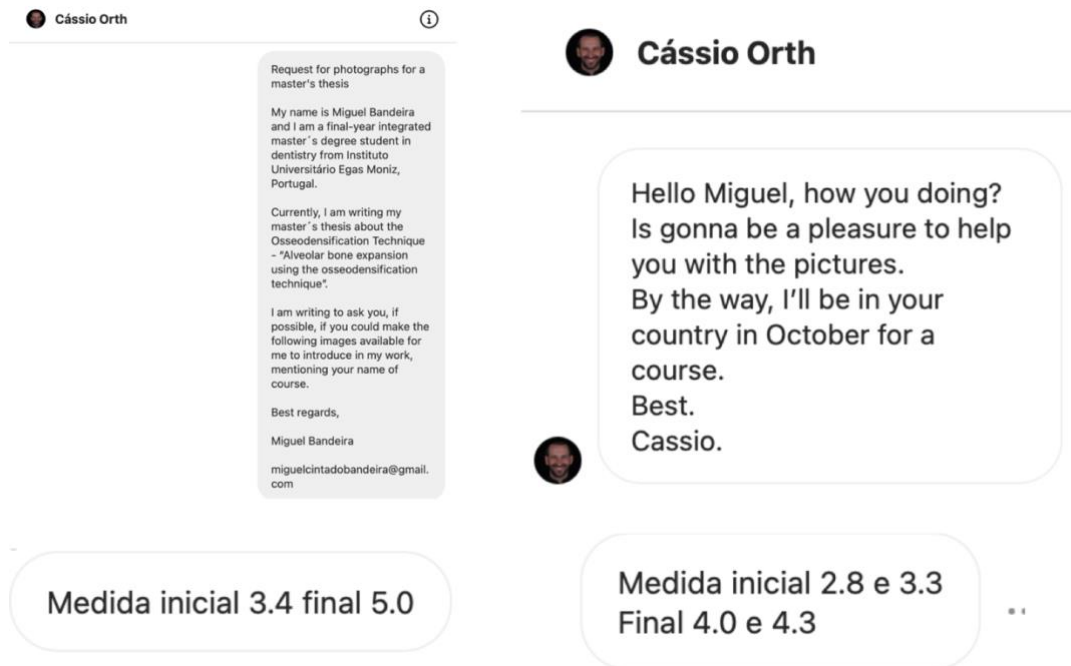 Cássio Orth
Request for photographs for a
master's thesis
My name is Miguel Bandeira
and I am a final-year integrated
master´s degree student in
dentistry from Instituto
Universitário Egas Moniz,
Portugal.
Currently, I am writing my
master´s thesis about the
Osseodensification Technique
- "Alveolar bone expansion
using the osseodensification
technique".
I am writing to ask you, if
possible, if you could make the
following images available for
me to introduce in my work,
mentioning your name of
course.
Best regards,
Miguel Bandeira
miguelcintadobandeira@gmail.
com
Medida inicial 3.4 final 5.0
Cássio Orth
Hello Miguel, how you doing?
Is gonna be a pleasure to help
you with the pictures.
By the way, I’ll be in your
country in October for a
course.
Best.
Cassio.
Medida inicial 2.8 e 3.3
Final 4.0 e 4.3